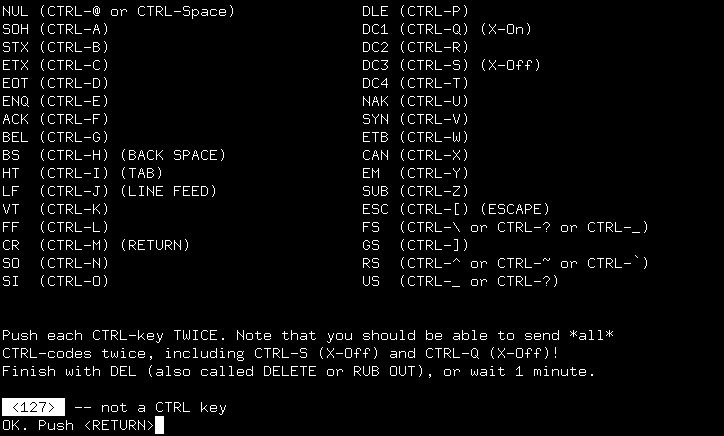 NUL (CTRL-@ or CTRL-Space)              DLE (CTRL-P)
SOH (CTRL-A)                            DC1 (CTRL-Q) (X-On)
STX (CTRL-B)                            DC2 (CTRL-R)
ETX (CTRL-C)                            DC3 (CTRL-S) (X-Off)
EOT (CTRL-D)                            DC4 (CTRL-T)
ENQ (CTRL-E)                            NAK (CTRL-U)
ACK (CTRL-F)                            SYN (CTRL-V)
BEL (CTRL-G)                            ETB (CTRL-W)
BS  (CTRL-H) (BACK SPACE)               CAN (CTRL-X)
HT  (CTRL-I) (TAB)                      EM  (CTRL-Y)
LF  (CTRL-J) (LINE FEED)                SUB (CTRL-Z)
VT  (CTRL-K)                            ESC (CTRL-[) (ESCAPE)
FF  (CTRL-L)                            FS  (CTRL-\ or CTRL-? or CTRL-_)
CR  (CTRL-M) (RETURN)                   GS  (CTRL-])
SO  (CTRL-N)                            RS  (CTRL-^ or CTRL-~ or CTRL-`)
SI  (CTRL-O)                            US  (CTRL-_ or CTRL-?)
Push each CTRL-key TWICE. Note that you should be able to send *all*
CTRL-codes twice, including CTRL-S (X-Off) and CTRL-Q (X-Off)!
Finish with DEL (also called DELETE or RUB OUT), or wait 1 minute.
<127> -- not a CTRL key
OK. Push <RETURN>